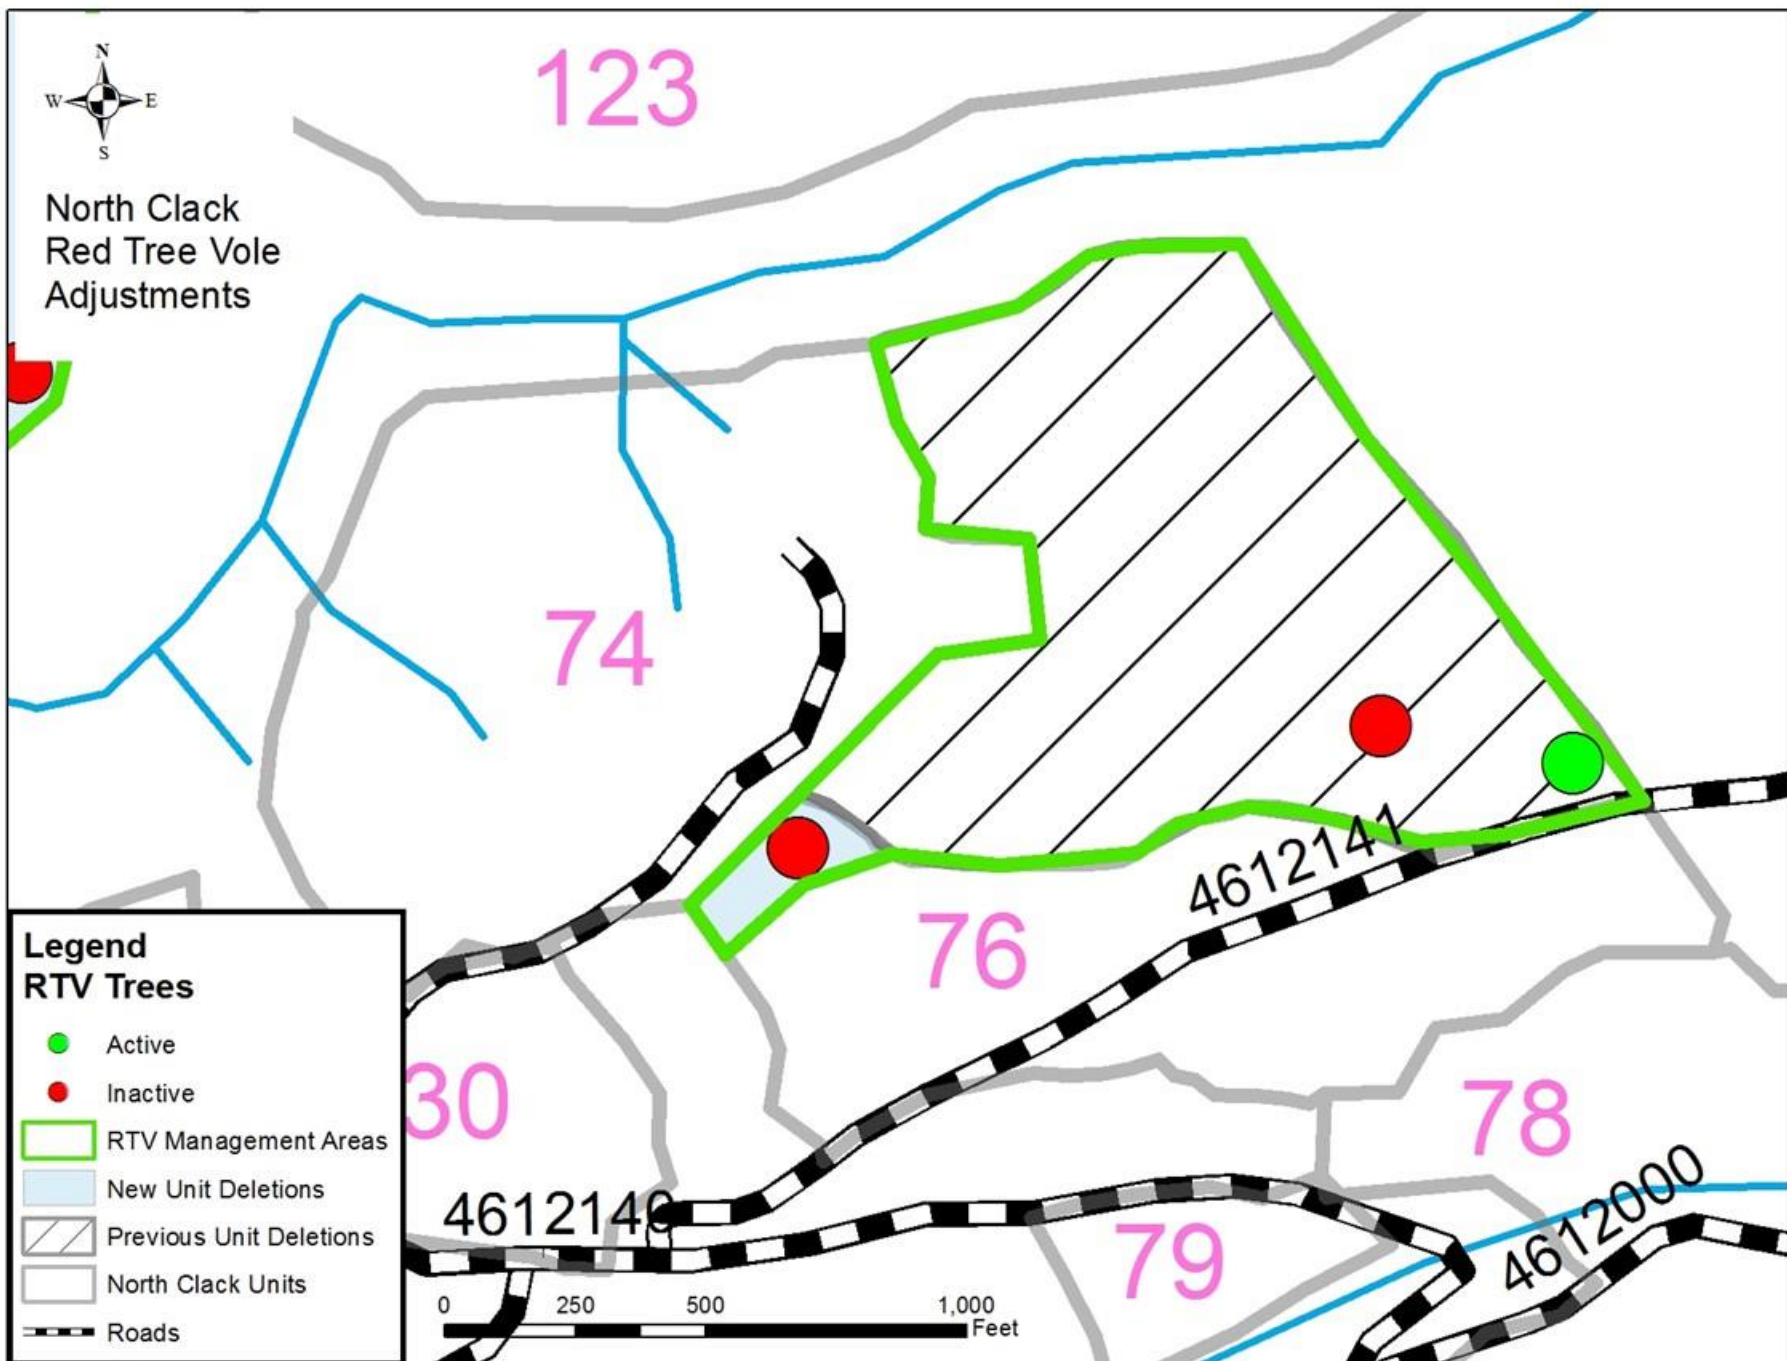 N
W E
S
North Clack
Red Tree Vole
Adjustments
123
74
76
4612141
30
78
4612140
79
4612000
Legend
RTV Trees
Active
Inactive
RTV Management Areas
New Unit Deletions
Previous Unit Deletions
North Clack Units
Roads
0 250 500 1,000
Feet